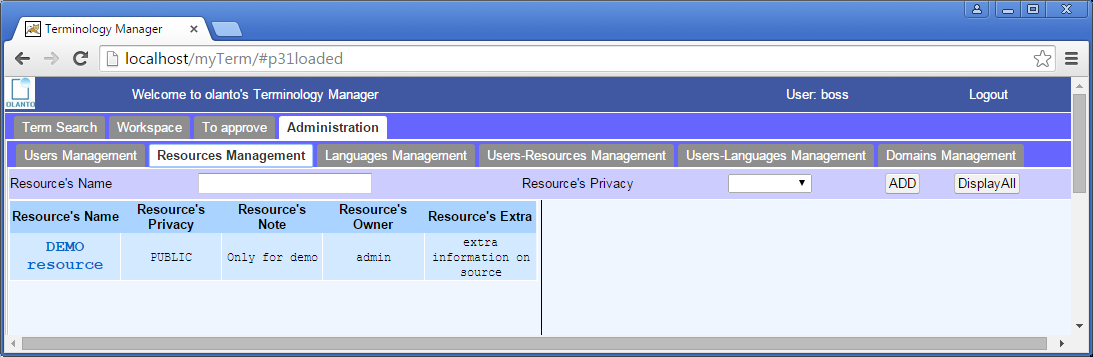 Terminology Manager
localhost/myTerm/#p31loaded
OLANTO
Welcome to olanto's Terminology Manager User: boss Logout
Term Search Workspace To approve Administration
Users Management Resources Management Languages Management Users-Resources Management Users-Languages Management Domains Management
Resource's Name Resource's Privacy ADD DisplayAll
Resource's Name Resource's Privacy Resource's Note Resource's Owner Resource's Extra
DEMO resource PUBLIC Only for demo admin extra information on source